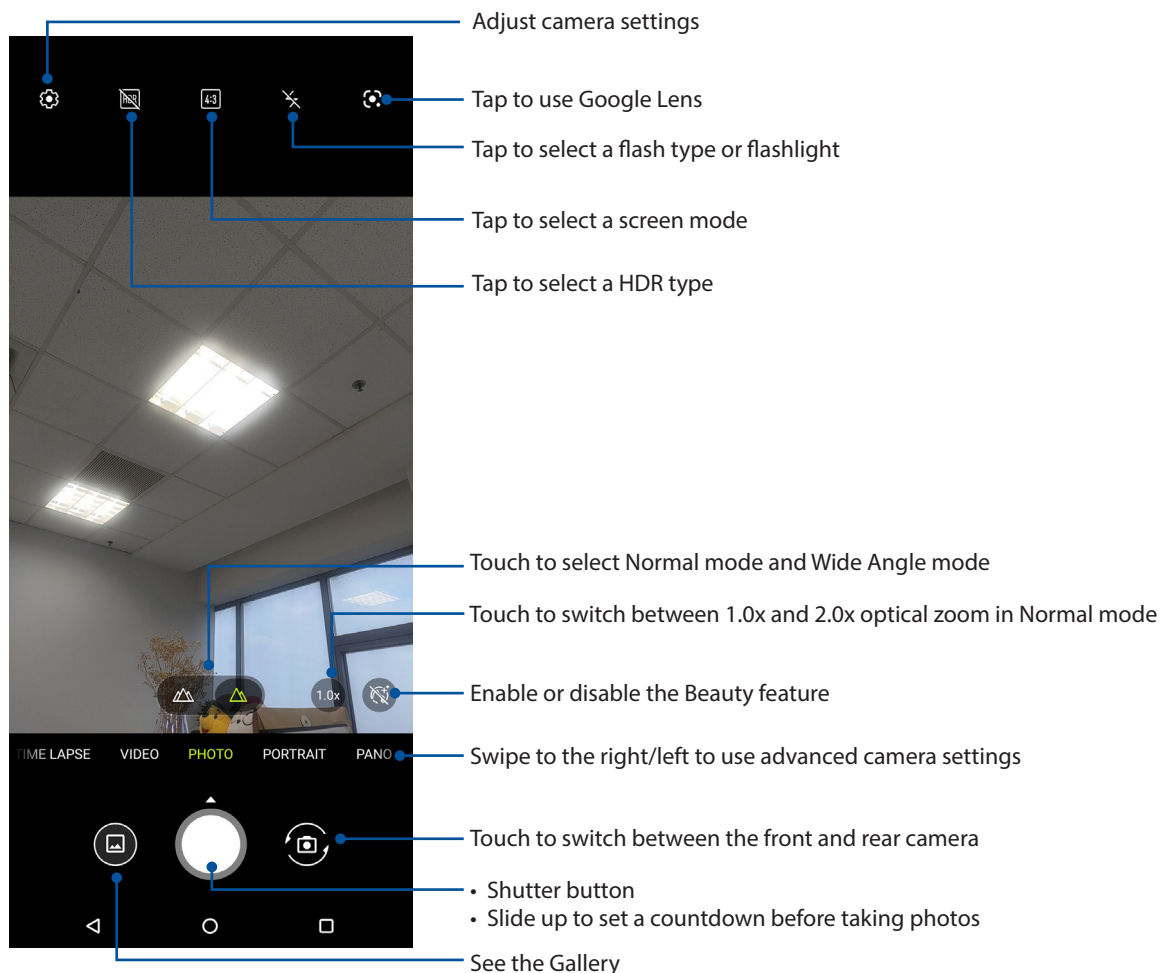 Adjust camera settings
HDR
4:3
Tap to use Google Lens
Tap to select a flash type or flashlight
Tap to select a screen mode
Tap to select a HDR type
Touch to select Normal mode and Wide Angle mode
Touch to switch between 1.0x and 2.0x optical zoom in Normal mode
1.0x
Enable or disable the Beauty feature
TIME LAPSE VIDEO PHOTO PORTRAIT PANO
Swipe to the right/left to use advanced camera settings
Touch to switch between the front and rear camera
• Shutter button
• Slide up to set a countdown before taking photos
See the Gallery